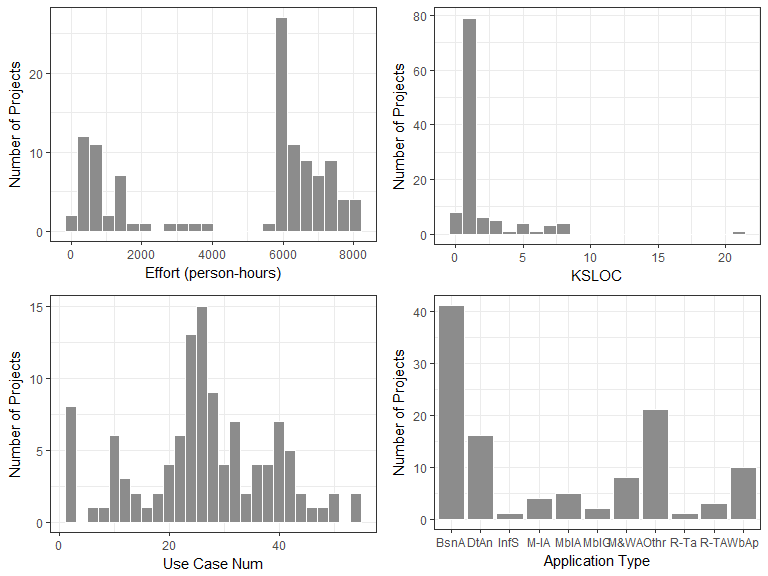 Number of Projects
20
10
0
0 2000 4000 6000 8000
Effort (person-hours)
Number of Projects
80
60
40
20
0
0 5 10 15 20
KSLOC
Number of Projects
15
10
5
0
0 20 40
Use Case Num
Number of Projects
40
30
20
10
0
BsnA DtAn InfS M-IA MblA MblG M&WA Othr R-Ta R-TA WbAp
Application Type